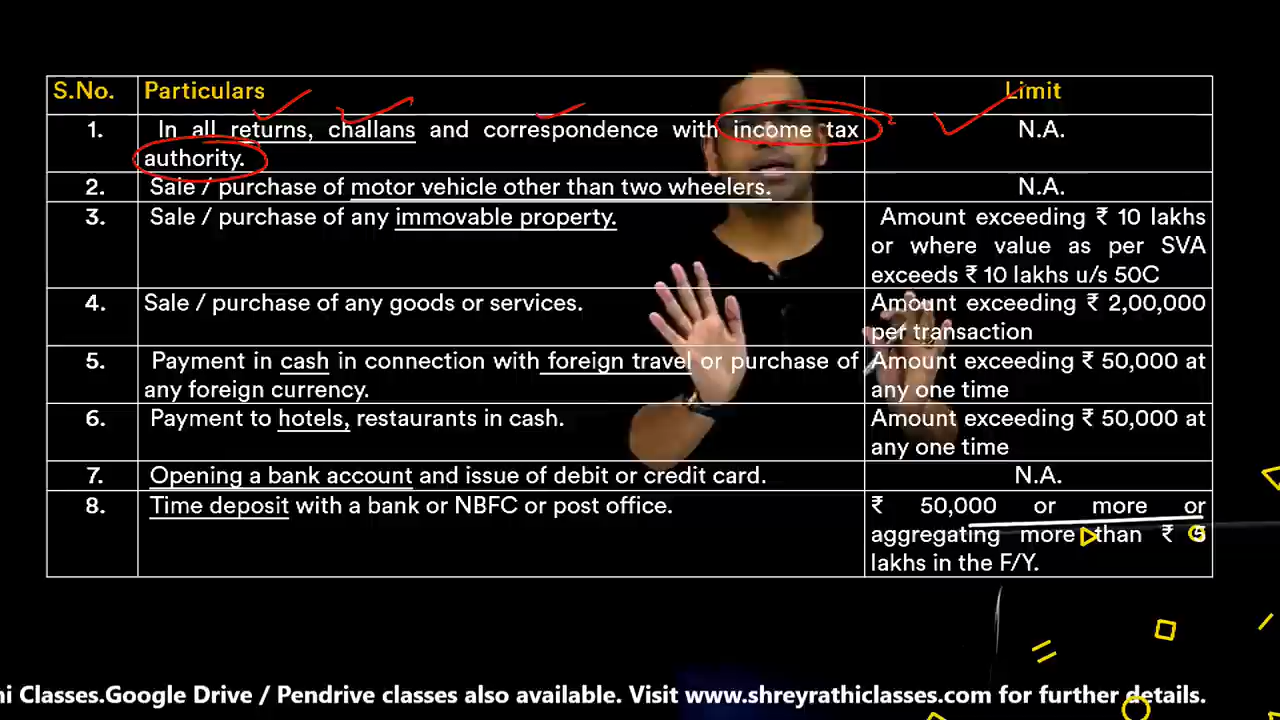 S.No. Particulars Limit
1. In all returns, challans and correspondence with income tax N.A.
authority.
2. Sale / purchase of motor vehicle other than two wheelers. N.A.
3. Sale / purchase of any immovable property. Amount exceeding ₹ 10 lakhs
or where value as per SVA
exceeds ₹ 10 lakhs u/s 50C
4. Sale / purchase of any goods or services. Amount exceeding ₹ 2,00,000
per transaction
5. Payment in cash in connection with foreign travel or purchase of Amount exceeding ₹ 50,000 at
any foreign currency. any one time
6. Payment to hotels, restaurants in cash. Amount exceeding ₹ 50,000 at
any one time
7. Opening a bank account and issue of debit or credit card. N.A.
8. Time deposit with a bank or NBFC or post office. ₹ 50,000 or more or
aggregating more than ₹ 5
lakhs in the F/Y.
hi Classes.Google Drive / Pendrive classes also available. Visit www.shreyrathiclasses.com for further details.